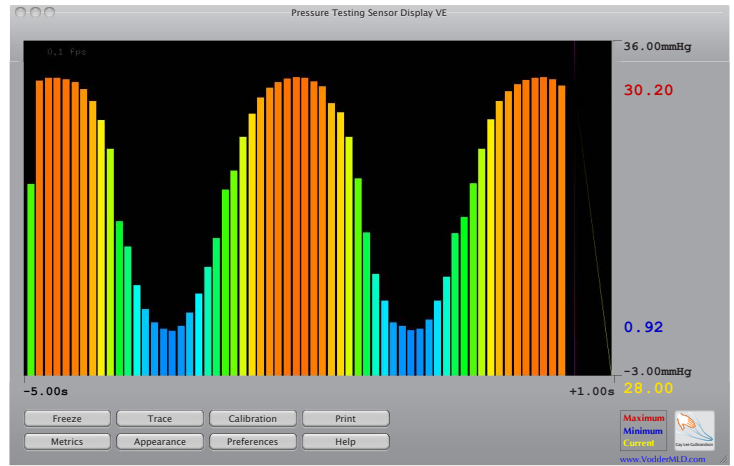 Pressure Testing Sensor Display VE
0.1 fps
36.00mmHg
30.20
0.92
-3.00mmHg
28.00
-5.00s
+1.00s
Freeze Trace Calibration Print
Metrics Appearance Preferences Help
Maximum
Minimum
Current
www.VodderMLD.com